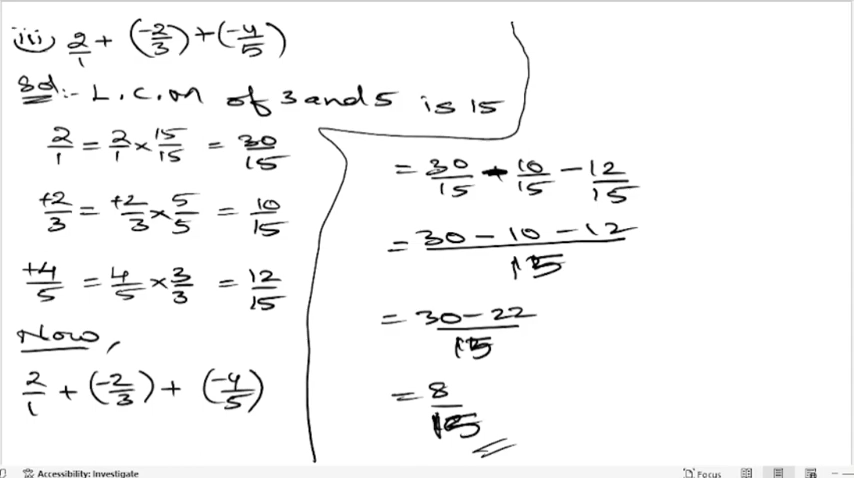 iii) 2/1 + (-2/3) + (-4/5)
Sol:- L.C.M of 3 and 5 is 15
2/1 = 2/1 × 15/15 = 30/15
+2/3 = +2/3 × 5/5 = 10/15
+4/5 = 4/5 × 3/3 = 12/15
Now,
2/1 + (-2/3) + (-4/5)
= 30/15 - 10/15 - 12/15
= 30 - 10 - 12/15
= 30 - 22/15
= 8/15
Accessibility: Investigate
Focus